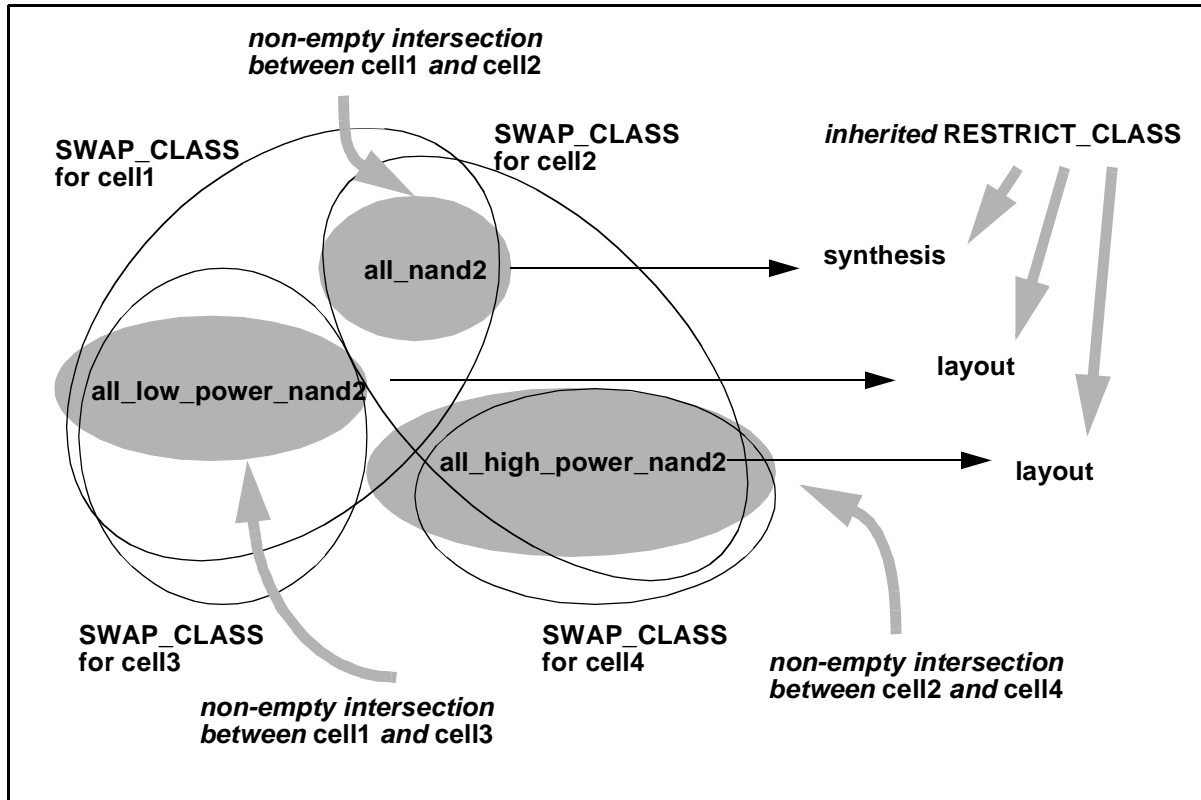 non-empty intersection
between cell1 and cell2
SWAP_CLASS
for cell1
SWAP_CLASS
for cell2
inherited RESTRICT_CLASS
all_nand2
synthesis
all_low_power_nand2
layout
all_high_power_nand2
layout
SWAP_CLASS
for cell3
SWAP_CLASS
for cell4
non-empty intersection
between cell2 and cell4
non-empty intersection
between cell1 and cell3